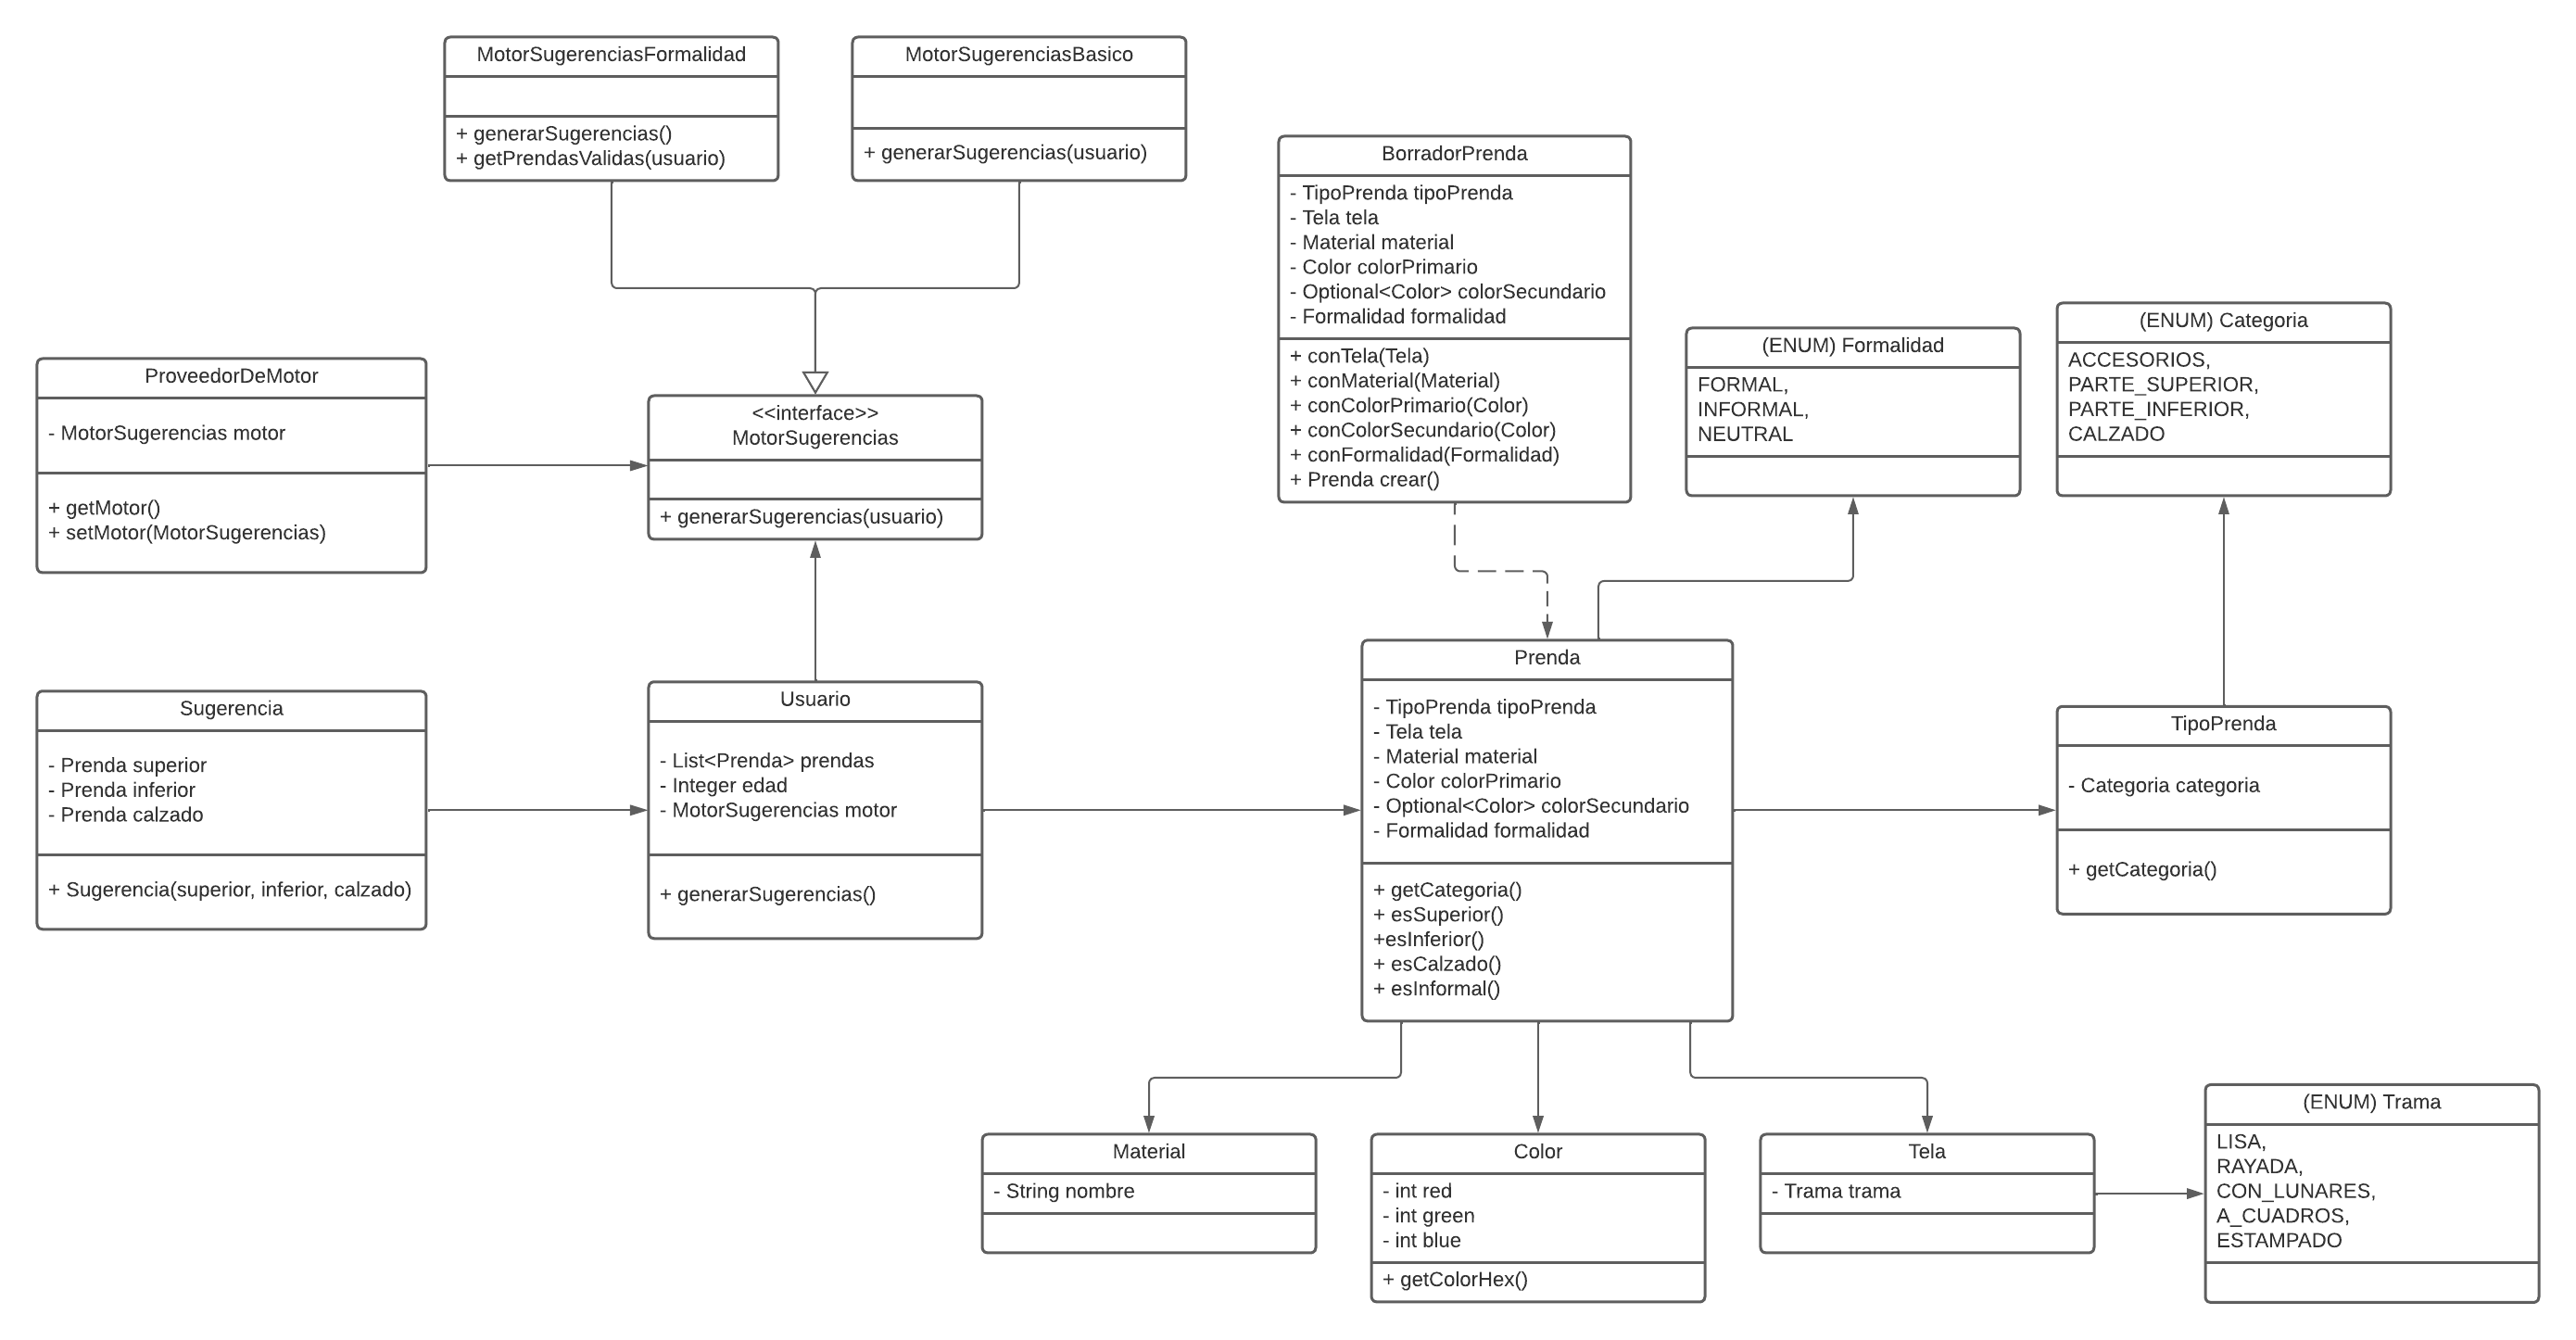 MotorSugerenciasFormalidad
+ generarSugerencias()
+ getPrendasValidas(usuario)
MotorSugerenciasBasico
+ generarSugerencias(usuario)
BorradorPrenda
- TipoPrenda tipoPrenda
- Tela tela
- Material material
- Color colorPrimario
- Optional<Color> colorSecundario
- Formalidad formalidad
+ conTela(Tela)
+ conMaterial(Material)
+ conColorPrimario(Color)
+ conColorSecundario(Color)
+ conFormalidad(Formalidad)
+ Prenda crear()
(ENUM) Formalidad
FORMAL,
INFORMAL,
NEUTRAL
(ENUM) Categoria
ACCESORIOS,
PARTE_SUPERIOR,
PARTE_INFERIOR,
CALZADO
ProveedorDeMotor
- MotorSugerencias motor
+ getMotor()
+ setMotor(MotorSugerencias)
<<interface>>
MotorSugerencias
+ generarSugerencias(usuario)
Sugerencia
- Prenda superior
- Prenda inferior
- Prenda calzado
+ Sugerencia(superior, inferior, calzado)
Usuario
- List<Prenda> prendas
- Integer edad
- MotorSugerencias motor
+ generarSugerencias()
Prenda
- TipoPrenda tipoPrenda
- Tela tela
- Material material
- Color colorPrimario
- Optional<Color> colorSecundario
- Formalidad formalidad
+ getCategoria()
+ esSuperior()
+esInferior()
+ esCalzado()
+ esInformal()
TipoPrenda
- Categoria categoria
+ getCategoria()
Material
- String nombre
Color
- int red
- int green
- int blue
+ getColorHex()
Tela
- Trama trama
(ENUM) Trama
LISA,
RAYADA,
CON_LUNARES,
A_CUADROS,
ESTAMPADO